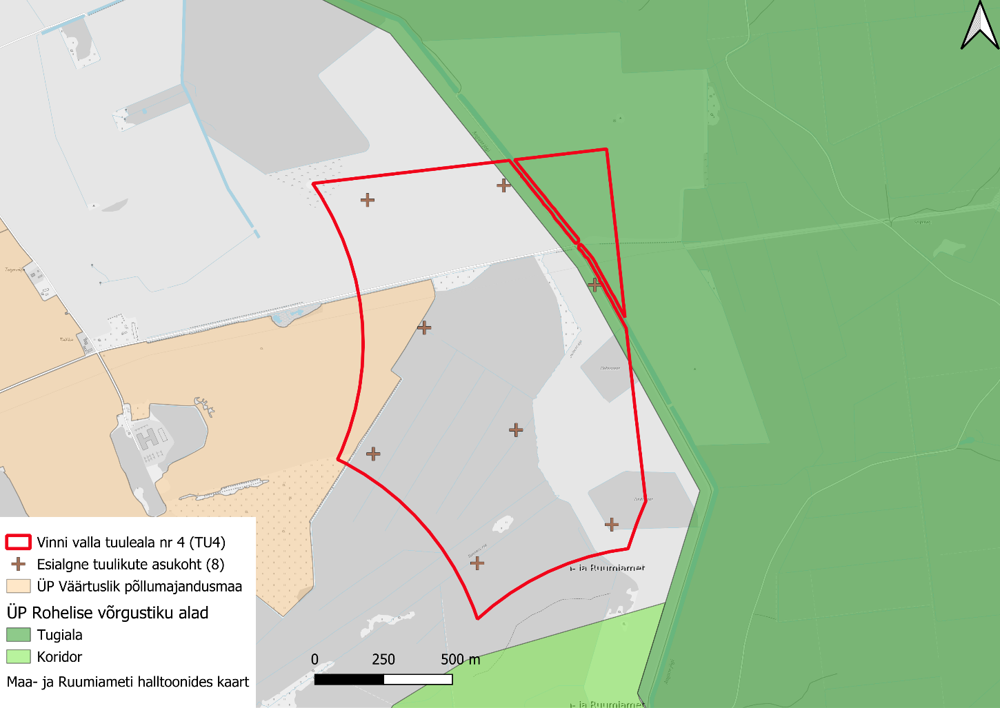 Tallika
- ja Ruumiamet
Vinni valla tuuleala nr 4 (TU4)
Esialgne tuulikute asukoht (8)
ÜP Väärtuslik põllumajandusmaa
ÜP Rohelise võrgustiku alad
Tugiala
Koridor
Maa- ja Ruumiameti halltoonides kaart
0 250 500 m
- ja Ruumiamet